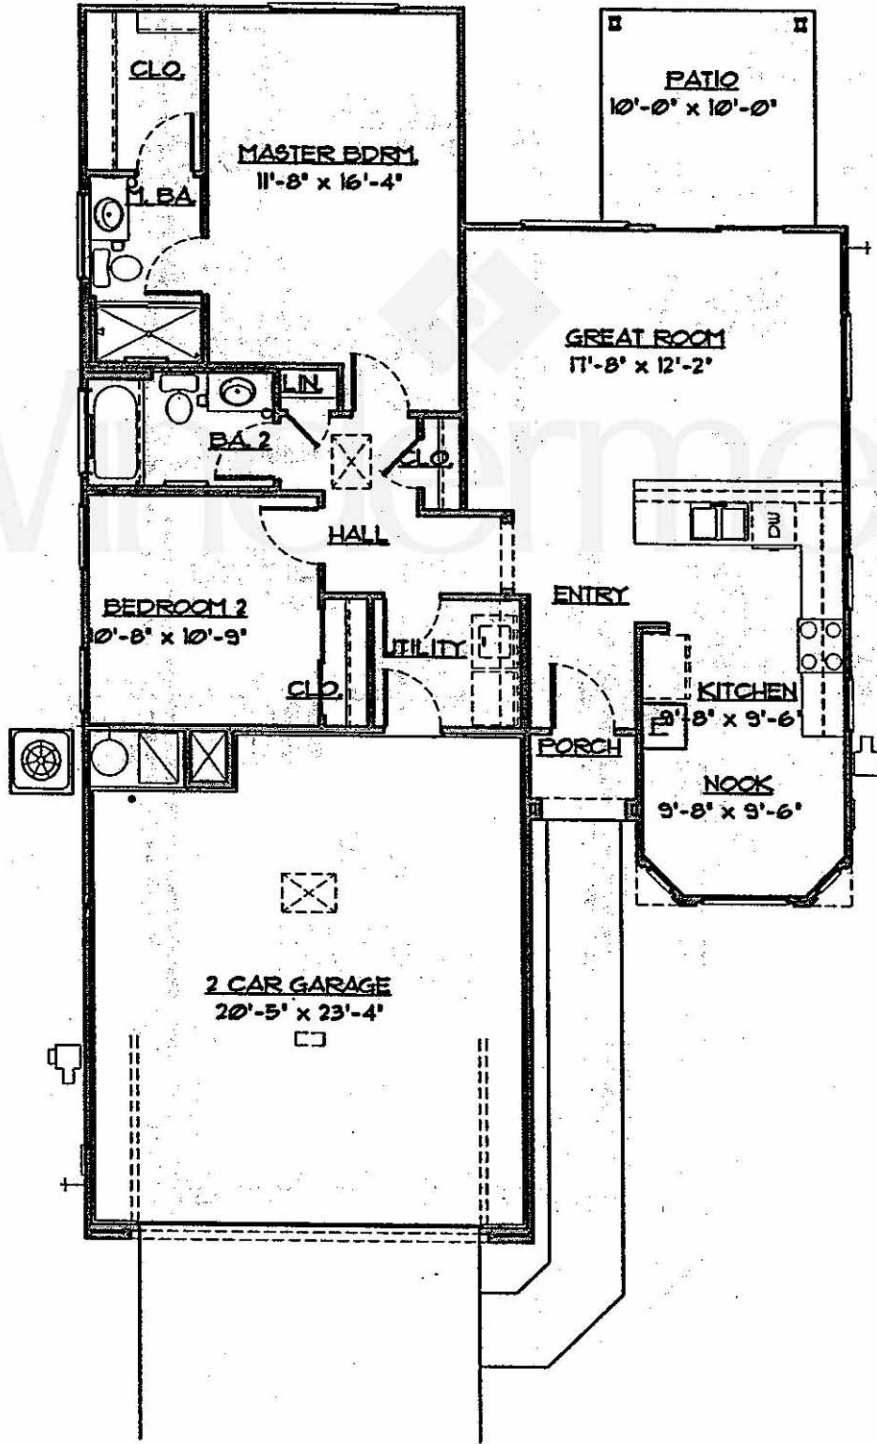 CLO.
PATIO
10'-0" x 10'-0"
MASTER BDRM.
11'-8" x 16'-4"
BA.
GREAT ROOM
17'-8" x 12'-2"
LIN.
BA. 2
CLO.
DW
HALL
ENTRY
BEDROOM 2
10'-8" x 10'-9"
UTILITY
CLO.
KITCHEN
9'-8" x 9'-6"
PORCH
NOOK
9'-8" x 9'-6"
2 CAR GARAGE
20'-5" x 23'-4"